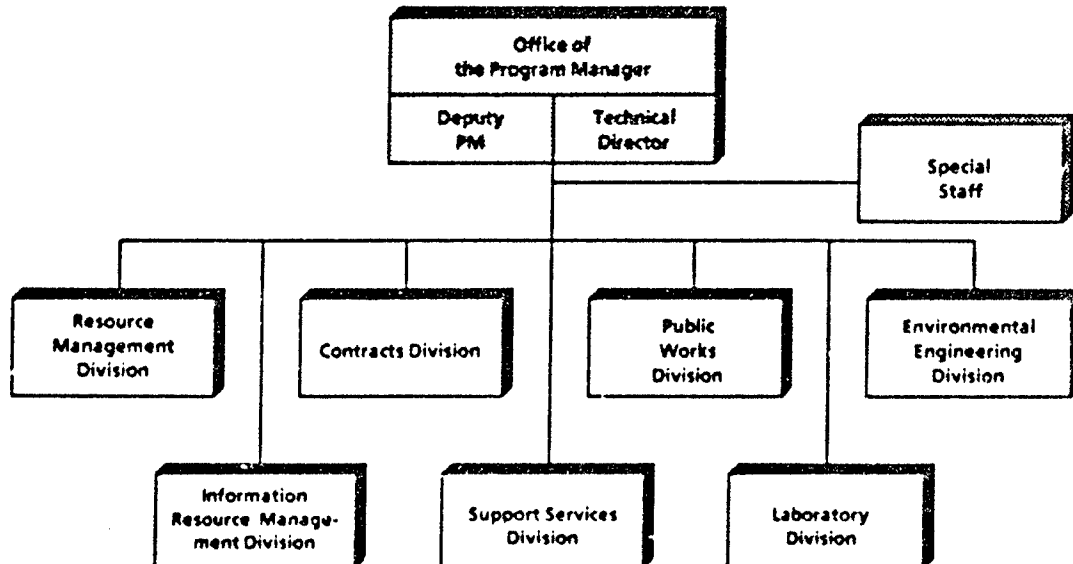 Office of
the Program Manager
Deputy
PM
Technical
Director
Special
Staff
Resource
Management
Division
Contracts Division
Public
Works
Division
Environmental
Engineering
Division
Information
Resource Manage-
ment Division
Support Services
Division
Laboratory
Division